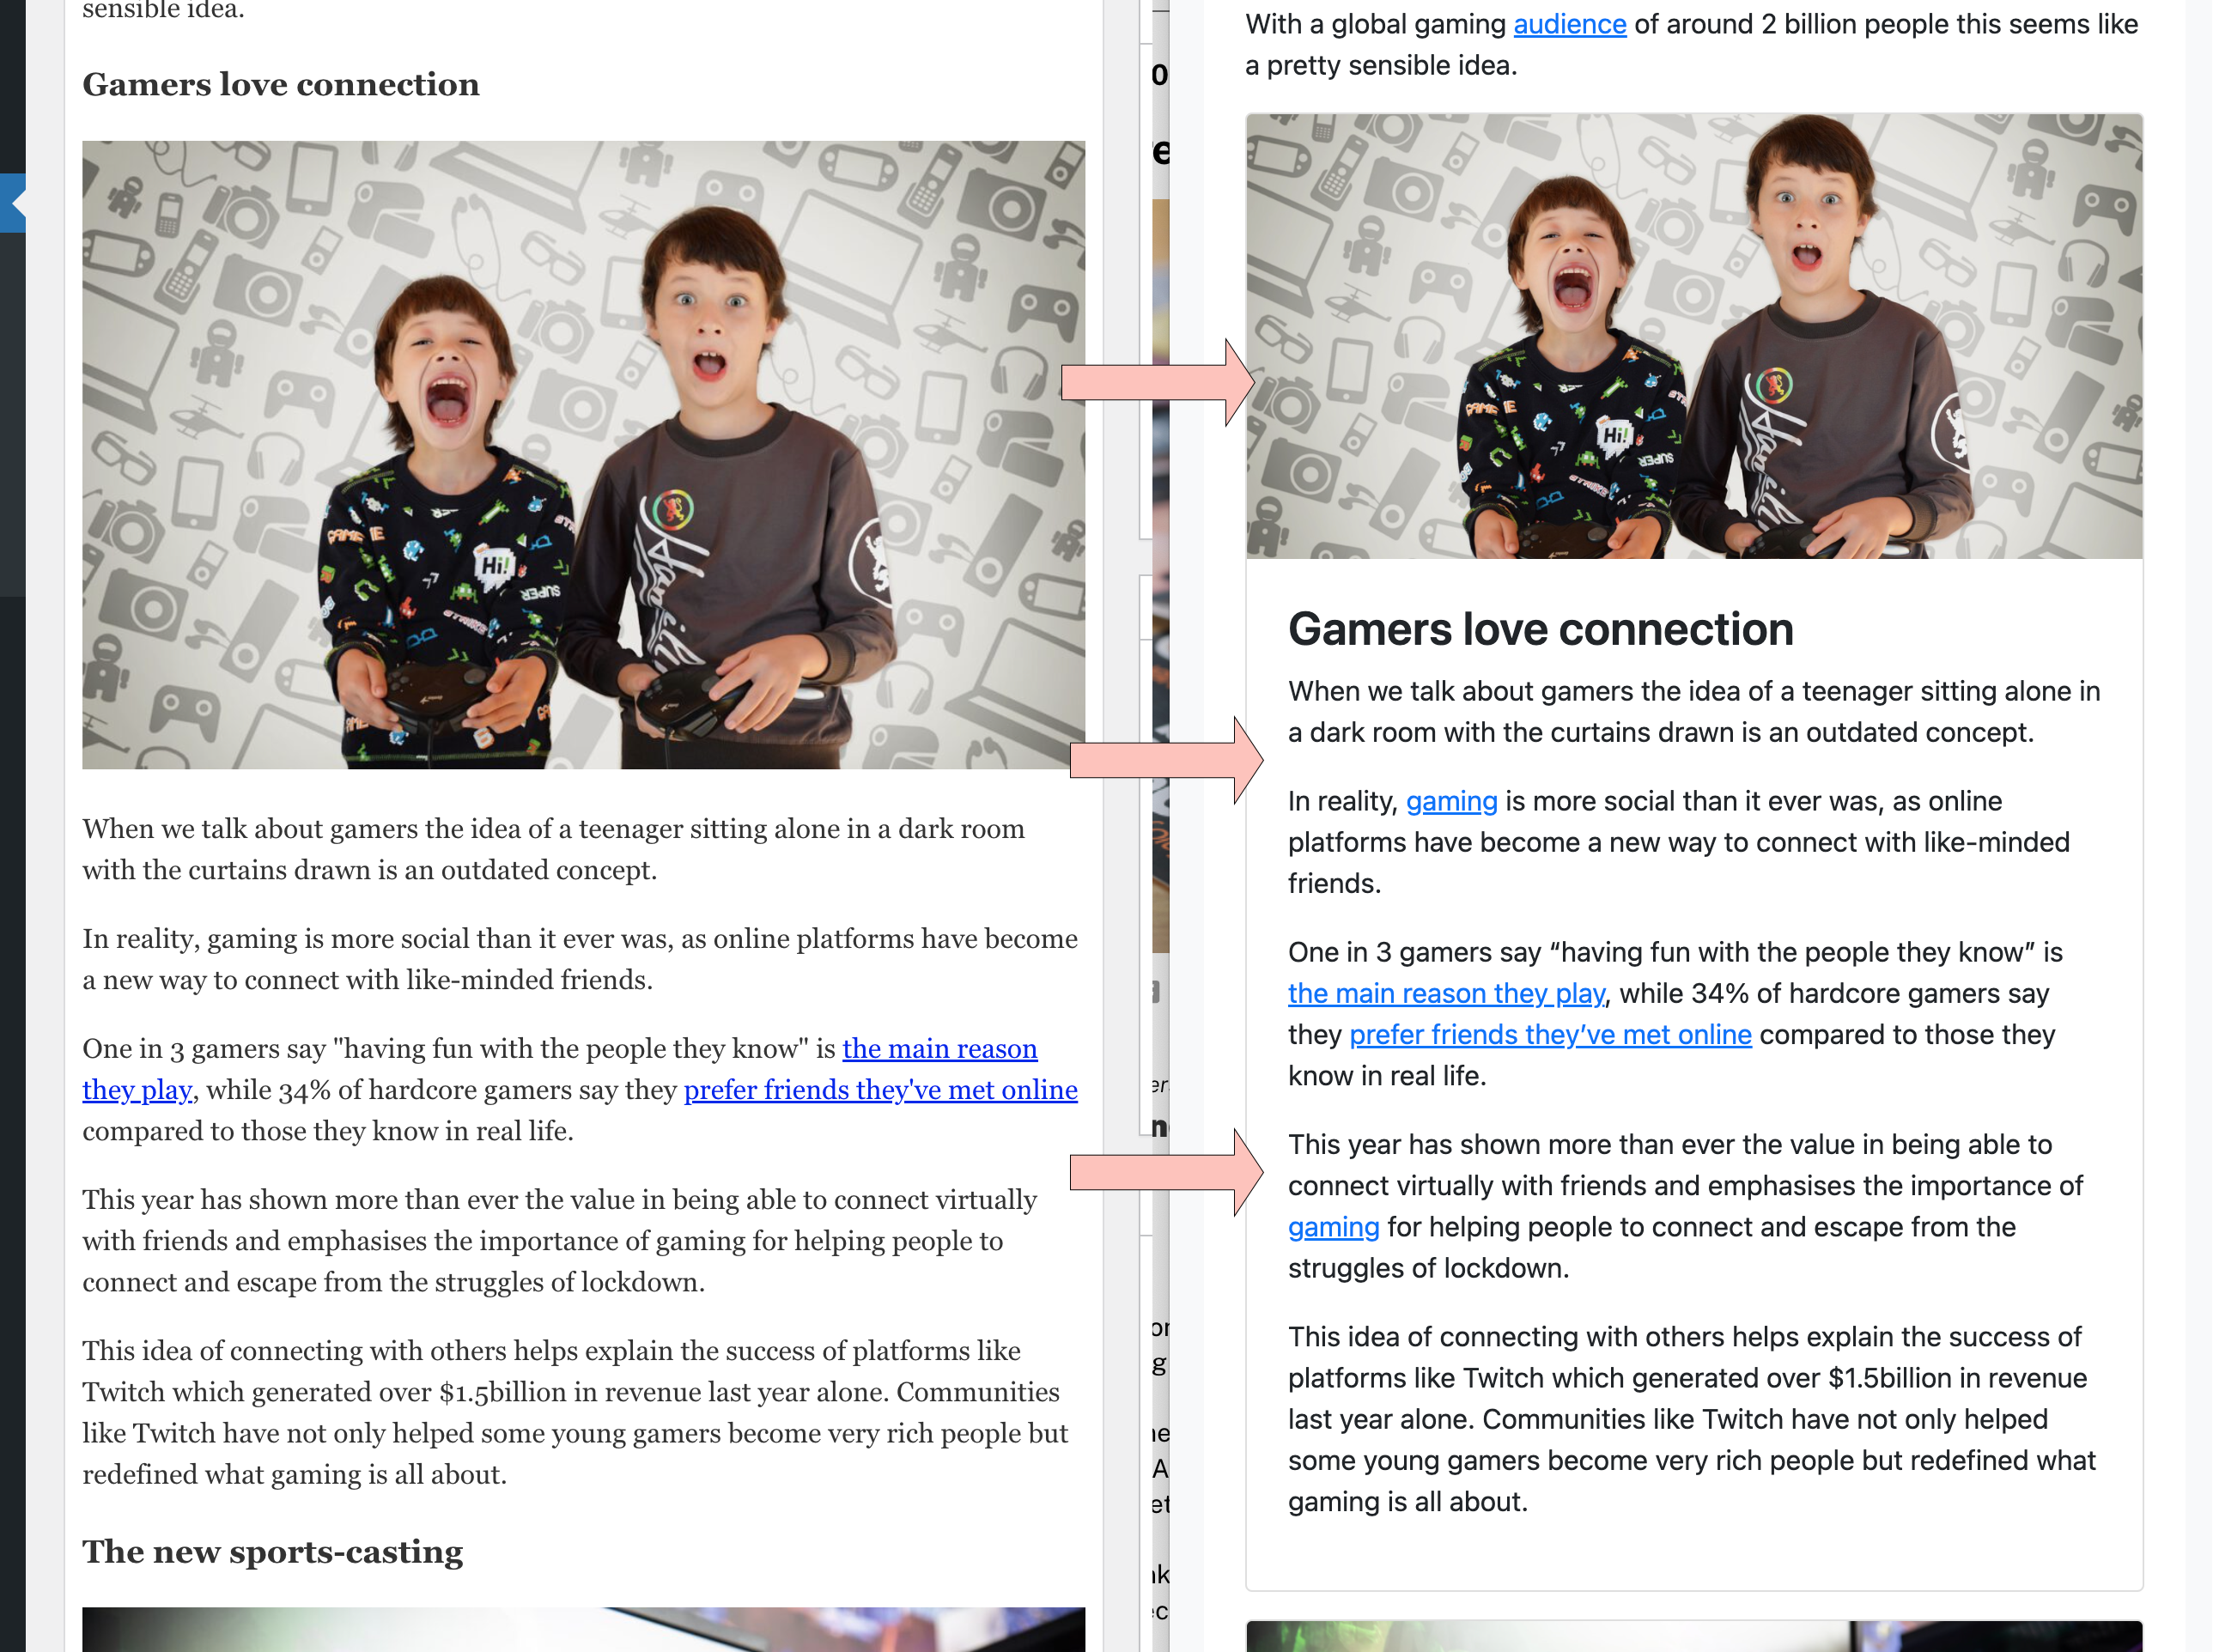 sensible idea.
Gamers love connection
GAME
Hi!
SUPER
When we talk about gamers the idea of a teenager sitting alone in a dark room
with the curtains drawn is an outdated concept.
In reality, gaming is more social than it ever was, as online platforms have become
a new way to connect with like-minded friends.
One in 3 gamers say "having fun with the people they know" is the main reason
they play, while 34% of hardcore gamers say they prefer friends they've met online
compared to those they know in real life.
This year has shown more than ever the value in being able to connect virtually
with friends and emphasises the importance of gaming for helping people to
connect and escape from the struggles of lockdown.
This idea of connecting with others helps explain the success of platforms like
Twitch which generated over $1.5billion in revenue last year alone. Communities
like Twitch have not only helped some young gamers become very rich people but
redefined what gaming is all about.
The new sports-casting
With a global gaming audience of around 2 billion people this seems like
a pretty sensible idea.
GAME
Hi!
SUPER
Gamers love connection
When we talk about gamers the idea of a teenager sitting alone in
a dark room with the curtains drawn is an outdated concept.
In reality, gaming is more social than it ever was, as online
platforms have become a new way to connect with like-minded
friends.
One in 3 gamers say “having fun with the people they know” is
the main reason they play, while 34% of hardcore gamers say
they prefer friends they’ve met online compared to those they
know in real life.
This year has shown more than ever the value in being able to
connect virtually with friends and emphasises the importance of
gaming for helping people to connect and escape from the
struggles of lockdown.
This idea of connecting with others helps explain the success of
platforms like Twitch which generated over $1.5billion in revenue
last year alone. Communities like Twitch have not only helped
some young gamers become very rich people but redefined what
gaming is all about.